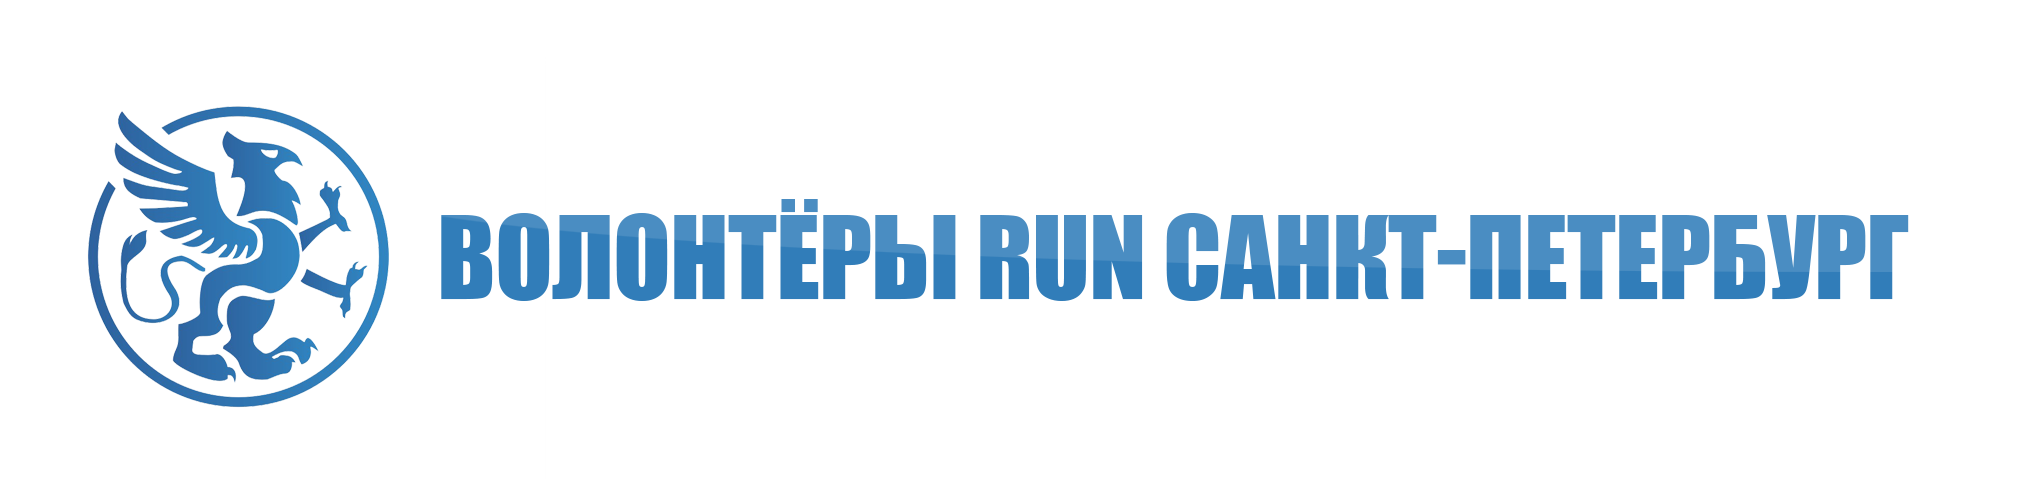 ВОЛОНТЁРЫ RUN САНКТ-ПЕТЕРБУРГ